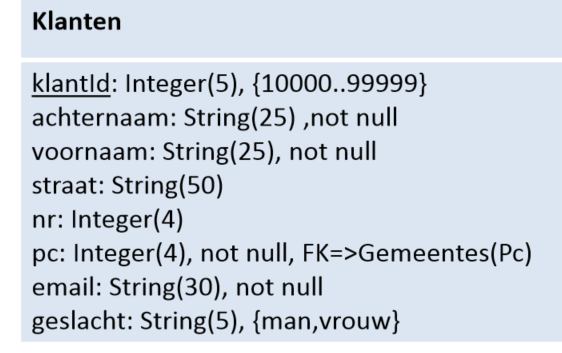 Klanten
klantId: Integer(5), {10000..99999}
achternaam: String(25) ,not null
voornaam: String(25), not null
straat: String(50)
nr: Integer(4)
pc: Integer(4), not null, FK=>Gemeentes(Pc)
email: String(30), not null
geslacht: String(5), {man,vrouw}